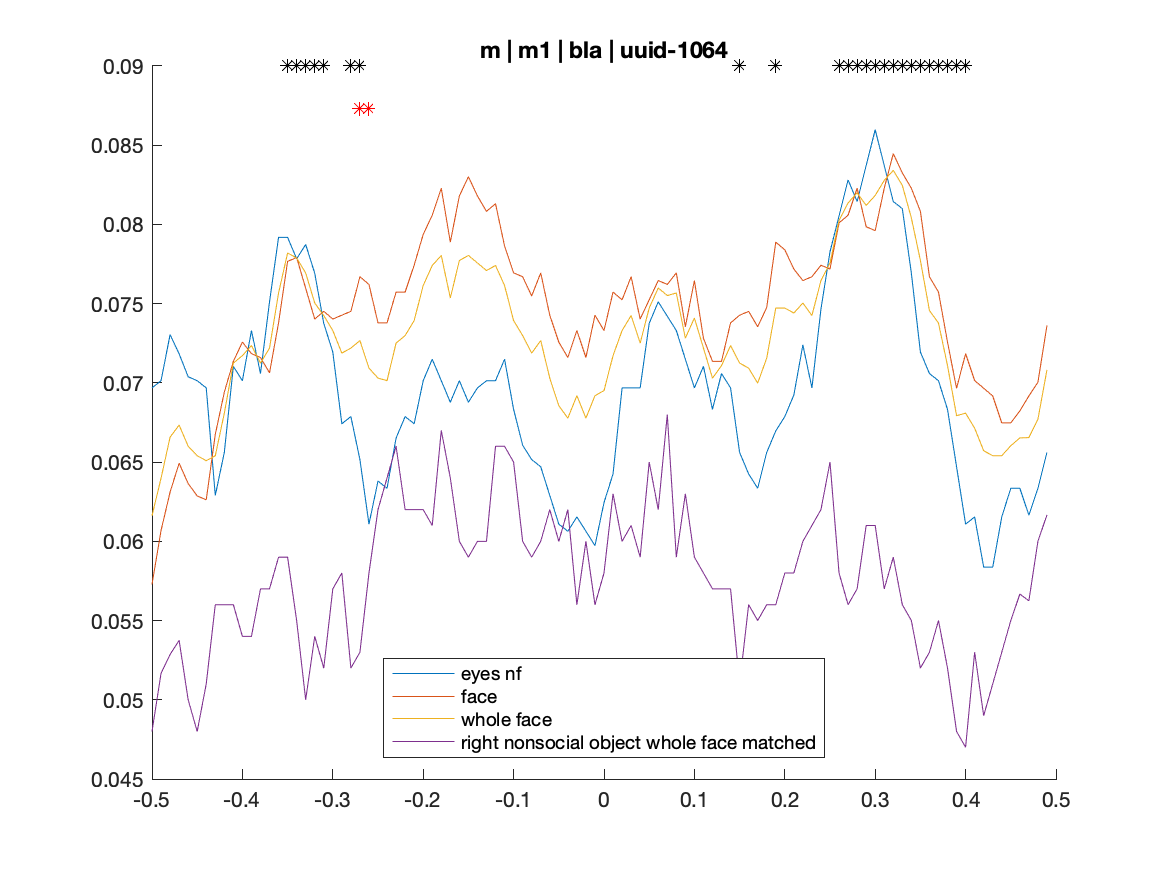 m | m1 | bla | uuid-1064
0.09
0.085
0.08
0.075
0.07
0.065
0.06
0.055
0.05
0.045
eyes nf
face
whole face
right nonsocial object whole face matched
-0.5 -0.4 -0.3 -0.2 -0.1 0 0.1 0.2 0.3 0.4 0.5